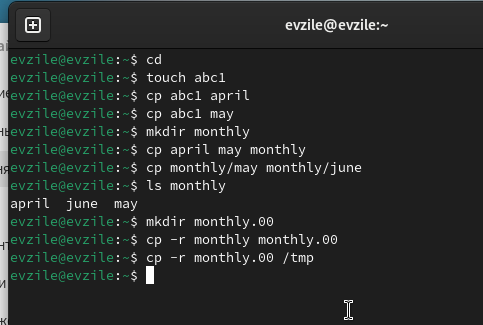 evzile@evzile:~
evzile@evzile:~$ cd
evzile@evzile:~$ touch abc1
evzile@evzile:~$ cp abc1 april
evzile@evzile:~$ cp abc1 may
evzile@evzile:~$ mkdir monthly
evzile@evzile:~$ cp april may monthly
evzile@evzile:~$ cp monthly/may monthly/june
evzile@evzile:~$ ls monthly
april  june  may
evzile@evzile:~$ mkdir monthly.00
evzile@evzile:~$ cp -r monthly monthly.00
evzile@evzile:~$ cp -r monthly.00 /tmp
evzile@evzile:~$